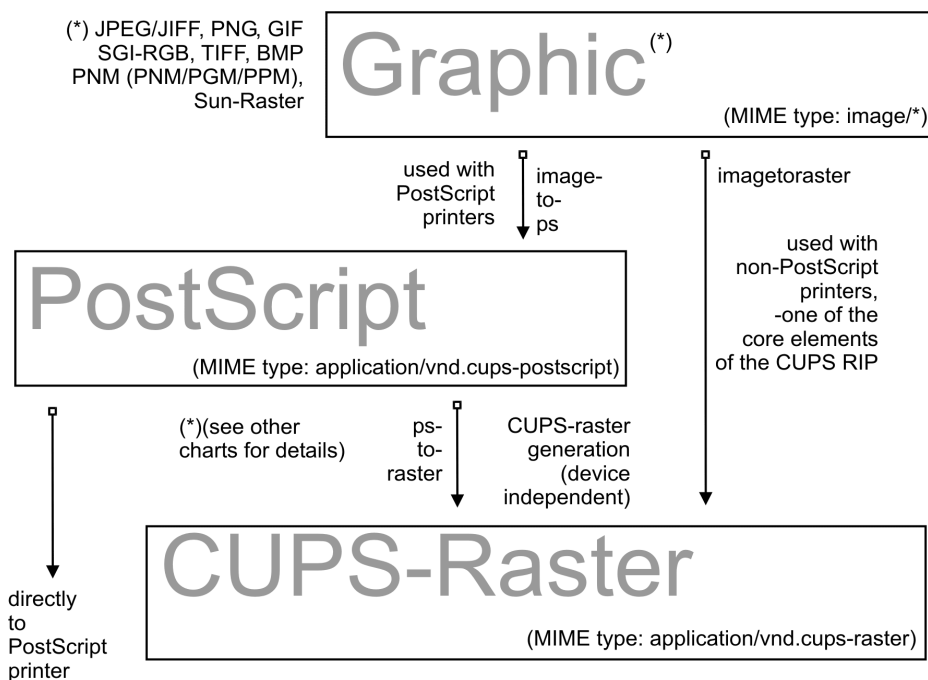 (*) JPEG/JIFF, PNG, GIF
SGI-RGB, TIFF, BMP
PNM (PNM/PGM/PPM),
Sun-Raster
Graphic(*)
(MIME type: image/*)
used with
PostScript
printers
image-
to-
ps
imagetoraster
used with
non-PostScript
printers,
-one of the
core elements
of the CUPS RIP
PostScript
(MIME type: application/vnd.cups-postscript)
(*)(see other
charts for details)
ps-
to-
raster
CUPS-raster
generation
(device
independent)
CUPS-Raster
(MIME type: application/vnd.cups-raster)
directly
to
PostScript
printer